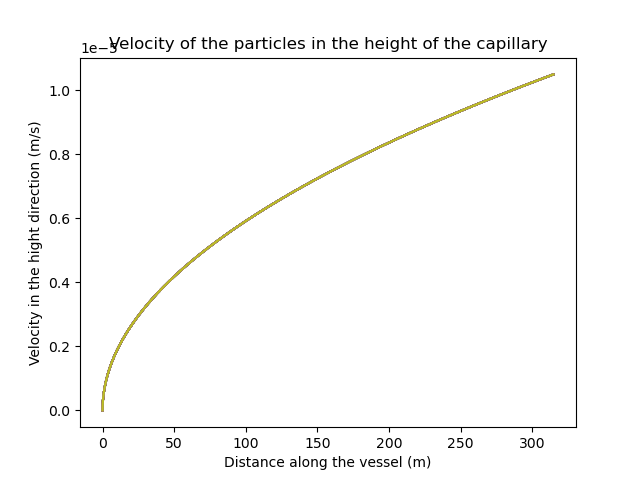 Velocity of the particles in the height of the capillary
1e−5
1.0
0.8
0.6
0.4
0.2
0.0
Velocity in the hight direction (m/s)
0 50 100 150 200 250 300
Distance along the vessel (m)